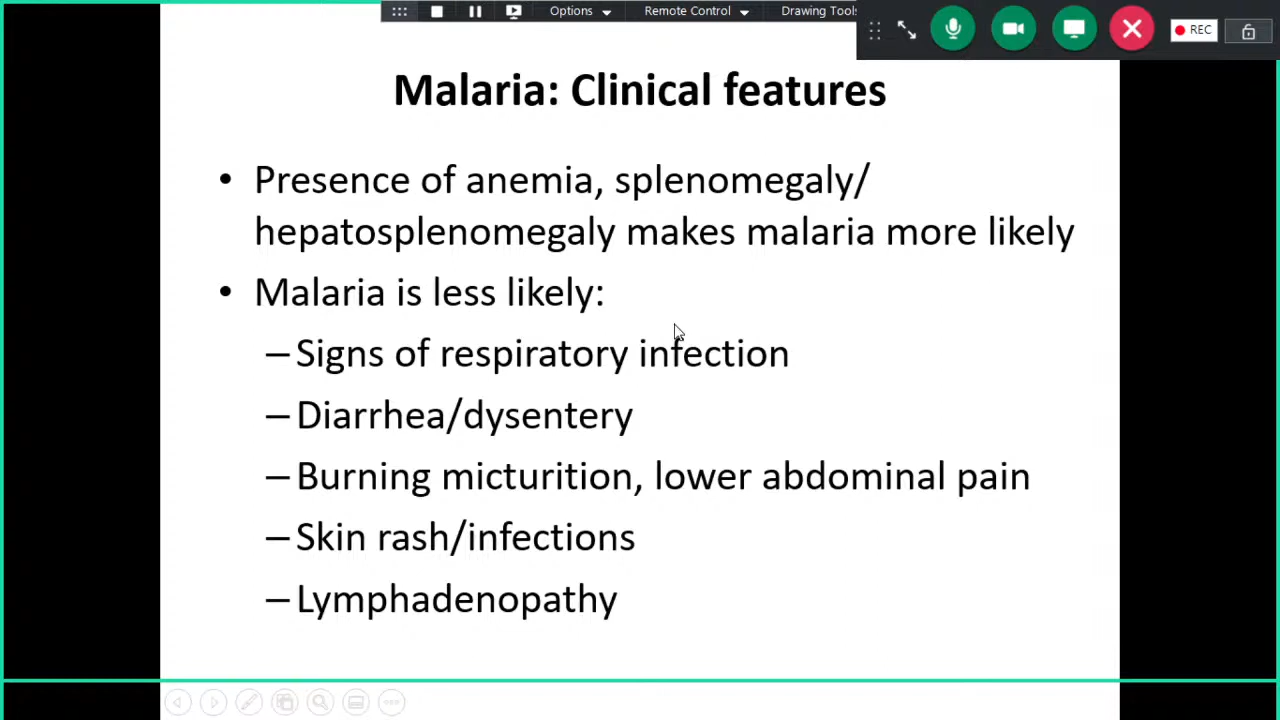 Options Remote Control Drawing Tools
REC
Malaria: Clinical features
• Presence of anemia, splenomegaly/
hepatosplenomegaly makes malaria more likely
• Malaria is less likely:
– Signs of respiratory infection
– Diarrhea/dysentery
– Burning micturition, lower abdominal pain
– Skin rash/infections
– Lymphadenopathy